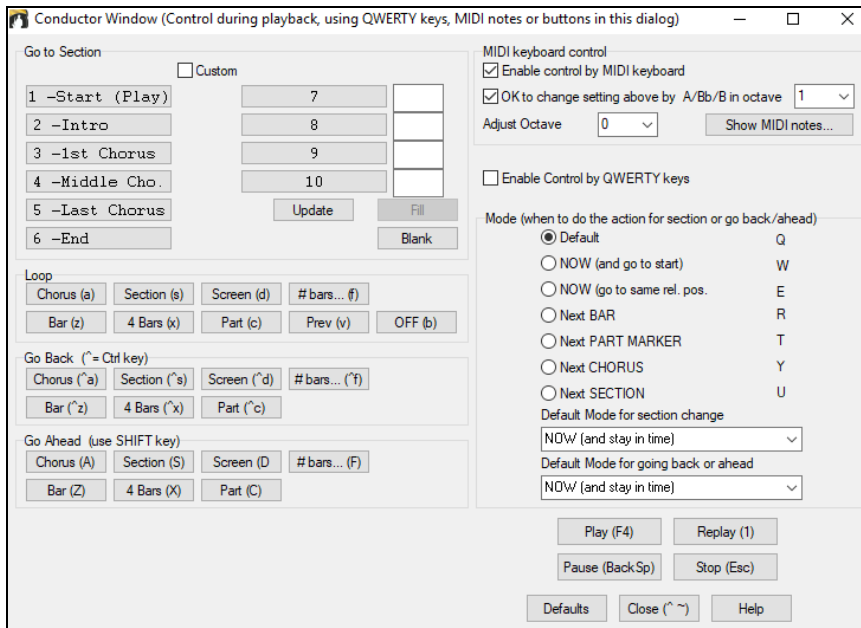 Conductor Window (Control during playback, using QWERTY keys, MIDI notes or buttons in this dialog)
Go to Section
Custom
1 -Start (Play) 7
2 -Intro 8
3 -1st Chorus 9
4 -Middle Cho. 10
5 -Last Chorus Update Fill
6 -End Blank
Loop
Chorus (a) Section (s) Screen (d) # bars... (f)
Bar (z) 4 Bars (x) Part (c) Prev (v) OFF (b)
Go Back (^= Ctrl key)
Chorus (^a) Section (^s) Screen (^d) # bars... (^f)
Bar (^z) 4 Bars (^x) Part (^c)
Go Ahead (use SHIFT key)
Chorus (A) Section (S) Screen (D # bars... (F)
Bar (Z) 4 Bars (X) Part (C)
MIDI keyboard control
Enable control by MIDI keyboard
OK to change setting above by A/Bb/B in octave 1
Adjust Octave 0 Show MIDI notes...
Enable Control by QWERTY keys
Mode (when to do the action for section or go back/ahead)
Default Q
NOW (and go to start) W
NOW (go to same rel. pos. E
Next BAR R
Next PART MARKER T
Next CHORUS Y
Next SECTION U
Default Mode for section change
NOW (and stay in time)
Default Mode for going back or ahead
NOW (and stay in time)
Play (F4) Replay (1)
Pause (BackSp) Stop (Esc)
Defaults Close (^ ~) Help